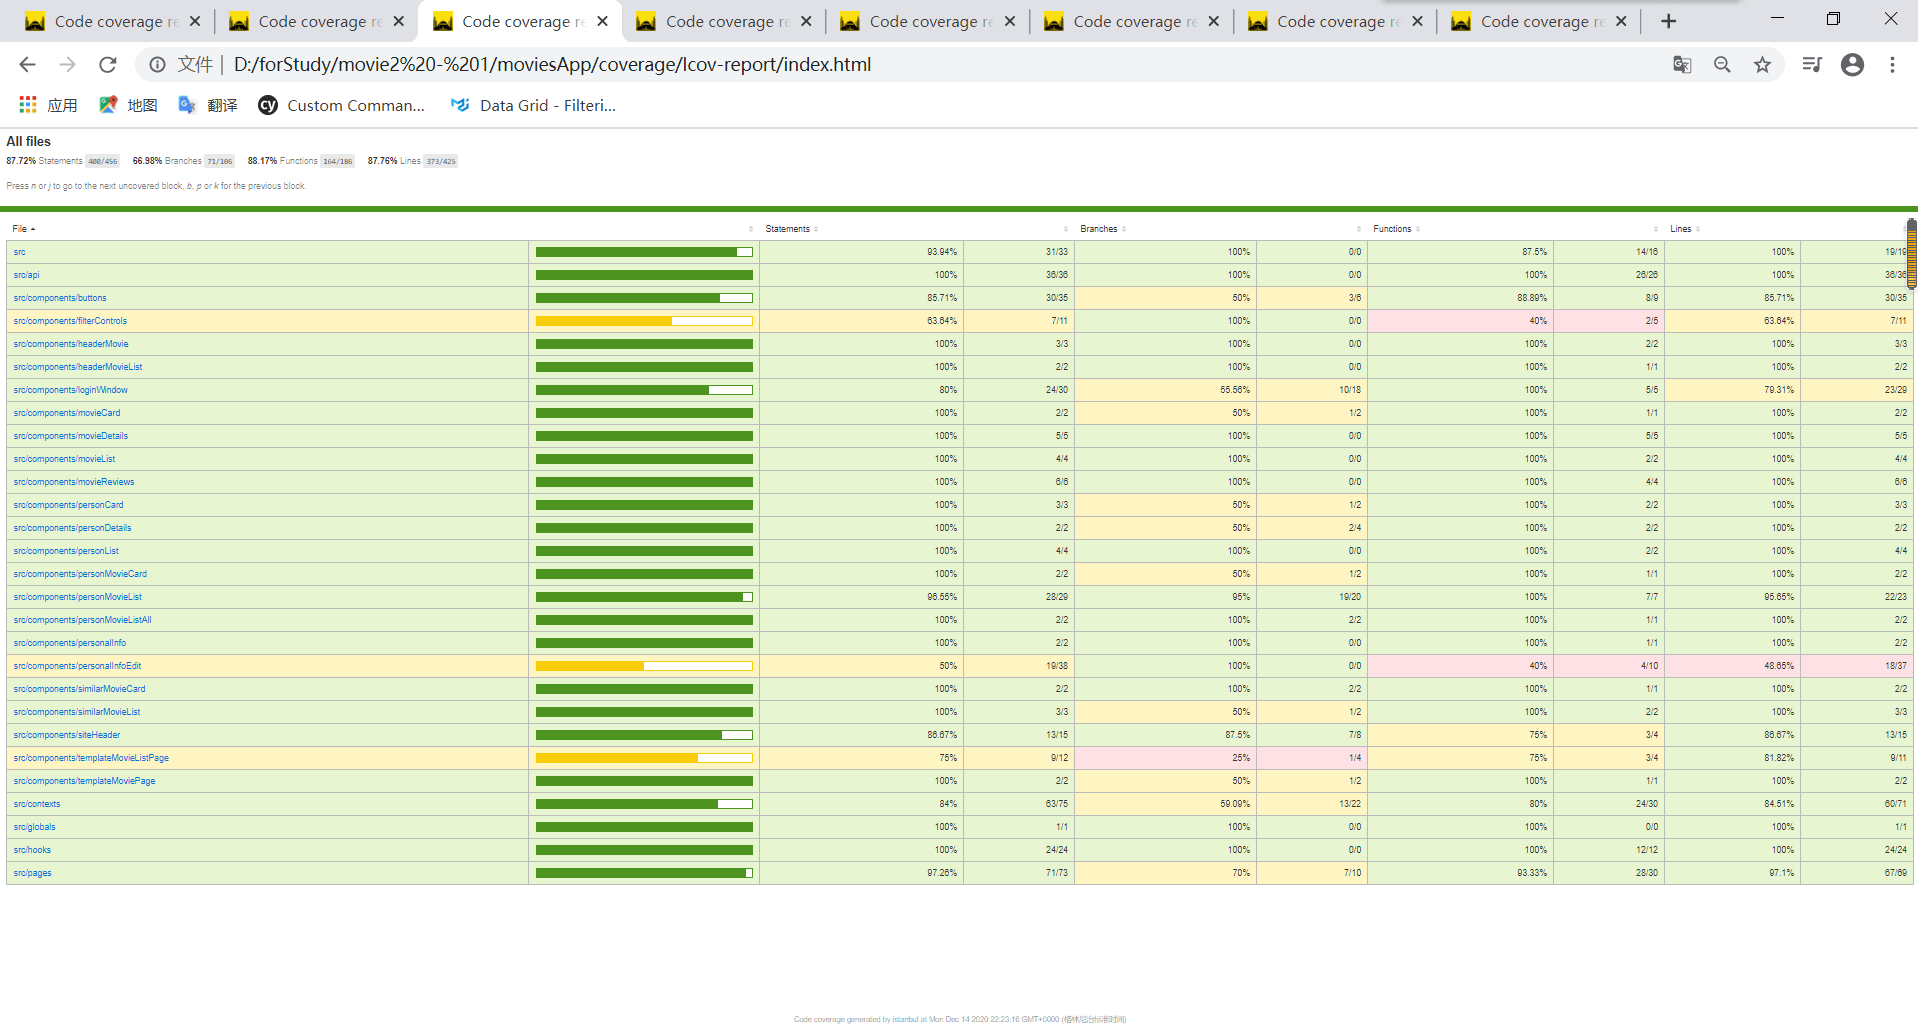 Code coverage re Code coverage re Code coverage re Code coverage re Code coverage re Code coverage re Code coverage re Code coverage re
文件 | D:/forStudy/movie2%20-%201/moviesApp/coverage/lcov-report/index.html
应用 地图 翻译 Custom Comman... Data Grid - Filteri...
All files
87.72% Statements 400/456 66.98% Branches 71/106 88.17% Functions 164/186 87.76% Lines 373/425
Press n or j to go to the next uncovered block, b, p or k for the previous block.
File Statements Branches Functions Lines
src 93.94% 31/33 100% 0/0 87.5% 14/16 100% 19/19
src/api 100% 36/36 100% 0/0 100% 26/26 100% 36/36
src/components/buttons 85.71% 30/35 50% 3/6 88.89% 8/9 85.71% 30/35
src/components/filterControls 63.64% 7/11 100% 0/0 40% 2/5 63.64% 7/11
src/components/headerMovie 100% 3/3 100% 0/0 100% 2/2 100% 3/3
src/components/headerMovieList 100% 2/2 100% 0/0 100% 1/1 100% 2/2
src/components/loginWindow 80% 24/30 55.56% 10/18 100% 5/5 79.31% 23/29
src/components/movieCard 100% 2/2 50% 1/2 100% 1/1 100% 2/2
src/components/movieDetails 100% 5/5 100% 0/0 100% 5/5 100% 5/5
src/components/movieList 100% 4/4 100% 0/0 100% 2/2 100% 4/4
src/components/movieReviews 100% 6/6 100% 0/0 100% 4/4 100% 6/6
src/components/personCard 100% 3/3 50% 1/2 100% 2/2 100% 3/3
src/components/personDetails 100% 2/2 50% 2/4 100% 2/2 100% 2/2
src/components/personList 100% 4/4 100% 0/0 100% 2/2 100% 4/4
src/components/personMovieCard 100% 2/2 50% 1/2 100% 1/1 100% 2/2
src/components/personMovieList 96.55% 28/29 95% 19/20 100% 7/7 95.65% 22/23
src/components/personMovieListAll 100% 2/2 100% 2/2 100% 1/1 100% 2/2
src/components/personalInfo 100% 2/2 100% 0/0 100% 1/1 100% 2/2
src/components/personalInfoEdit 50% 19/38 100% 0/0 40% 4/10 48.65% 18/37
src/components/similarMovieCard 100% 2/2 100% 2/2 100% 1/1 100% 2/2
src/components/similarMovieList 100% 3/3 50% 1/2 100% 2/2 100% 3/3
src/components/siteHeader 86.67% 13/15 87.5% 7/8 75% 3/4 86.67% 13/15
src/components/templateMovieListPage 75% 9/12 25% 1/4 75% 3/4 81.82% 9/11
src/components/templateMoviePage 100% 2/2 50% 1/2 100% 1/1 100% 2/2
src/contexts 84% 63/75 59.09% 13/22 80% 24/30 84.51% 60/71
src/globals 100% 1/1 100% 0/0 100% 0/0 100% 1/1
src/hooks 100% 24/24 100% 0/0 100% 12/12 100% 24/24
src/pages 97.26% 71/73 70% 7/10 93.33% 28/30 97.1% 67/69
Code coverage generated by istanbul at Mon Dec 14 2020 22:23:16 GMT+0000 (格林尼治标准时间)